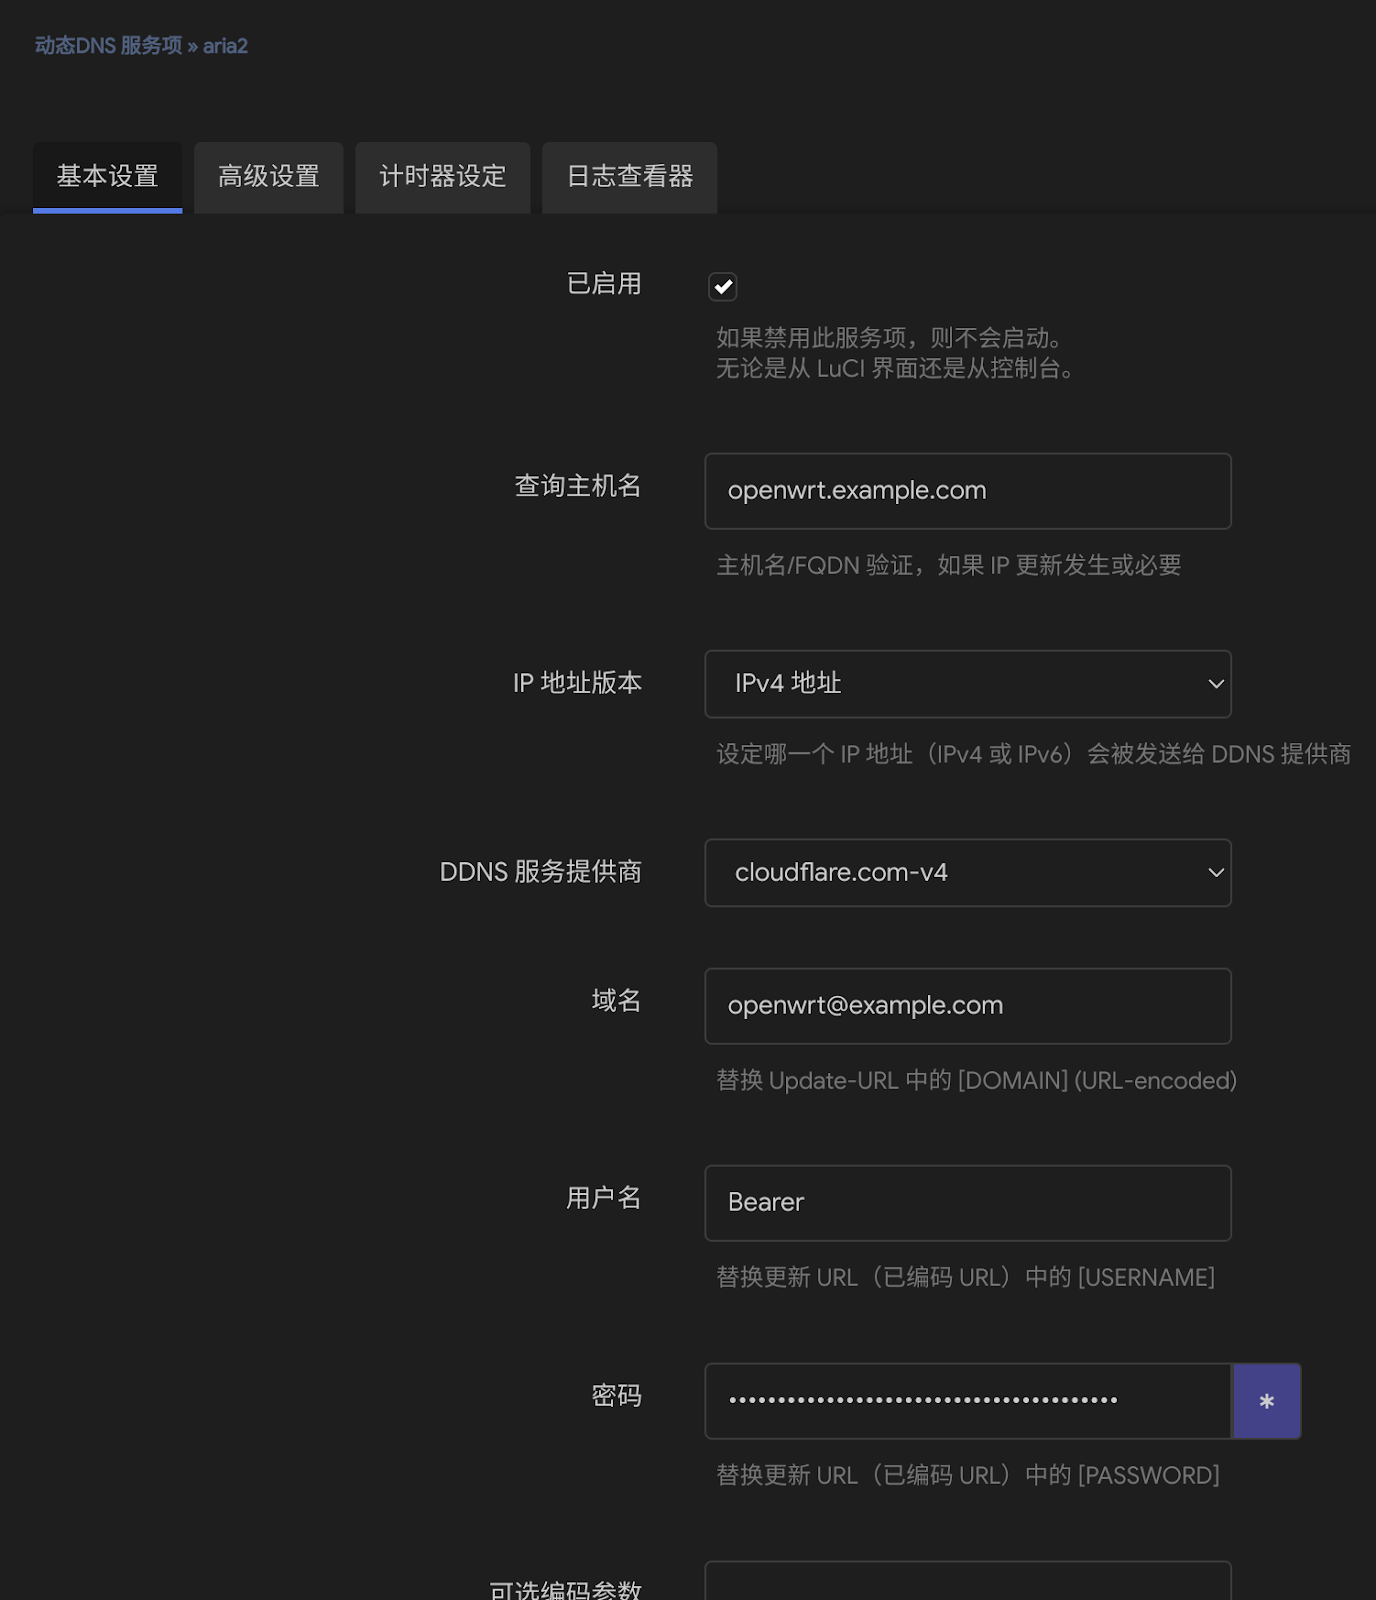 动态DNS 服务项 » aria2
基本设置
高级设置
计时器设定
日志查看器
已启用
如果禁用此服务项，则不会启动。
无论是从 LuCI 界面还是从控制台。
查询主机名
openwrt.example.com
主机名/FQDN 验证，如果 IP 更新发生或必要
IP 地址版本
IPv4 地址
设定哪一个 IP 地址（IPv4 或 IPv6）会被发送给 DDNS 提供商
DDNS 服务提供商
cloudflare.com-v4
域名
openwrt@example.com
替换 Update-URL 中的 [DOMAIN] (URL-encoded)
用户名
Bearer
替换更新 URL（已编码 URL）中的 [USERNAME]
密码
••••••••••••••••••••••••••••••••••••••••
*
替换更新 URL（已编码 URL）中的 [PASSWORD]
可选编码参数